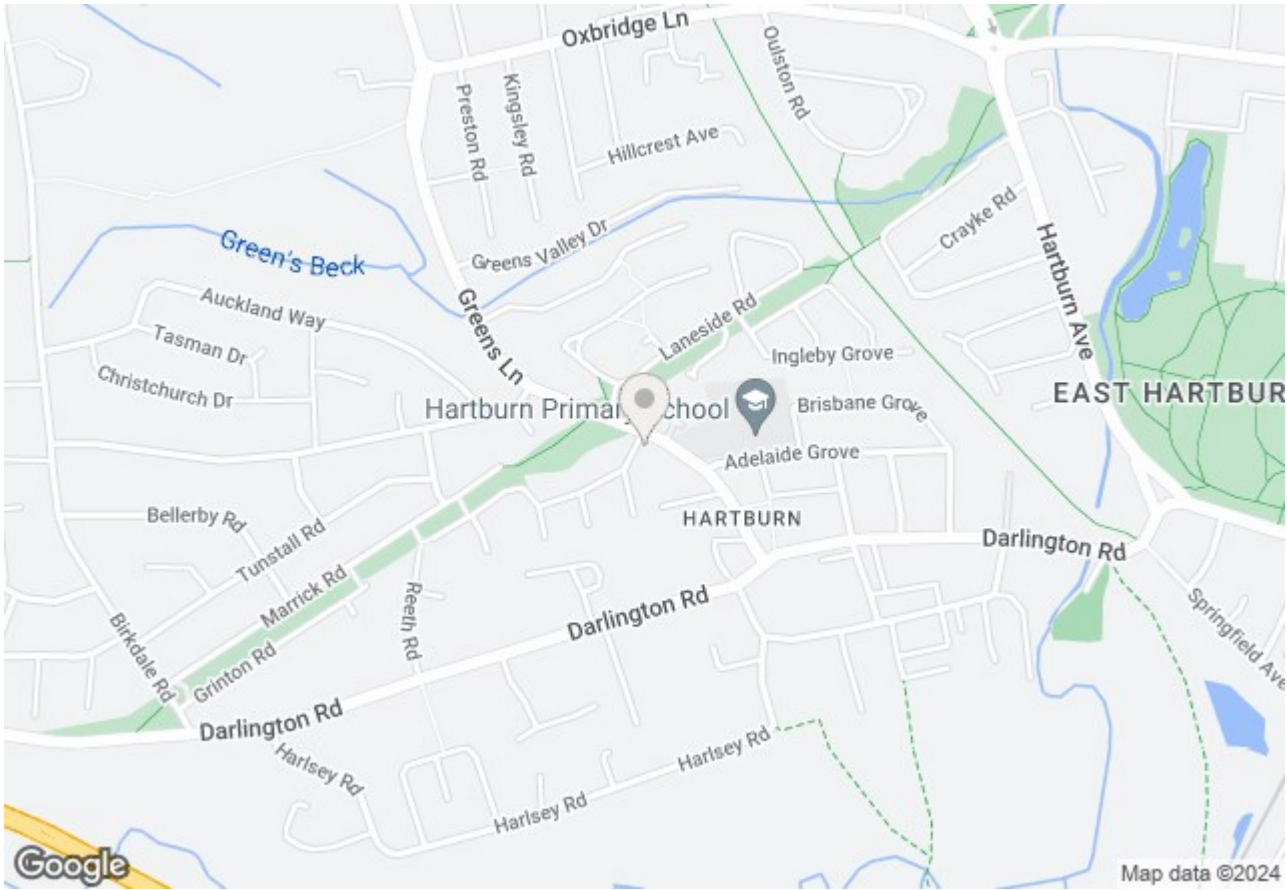 Oxbridge Ln
Oulston Rd
Preston Rd
Kingsley Rd
Hillcrest Ave
Crayke Rd
Green's Beck
Greens Valley Dr
Hartburn Ave
Auckland Way
Greens Ln
Laneside Rd
Tasman Dr
Ingleby Grove
Christchurch Dr
Hartburn Primary School
Brisbane Grove
EAST HARTBUR
Adelaide Grove
Bellerby Rd
HARTBURN
Tunstall Rd
Darlington Rd
Marrick Rd
Reeth Rd
Darlington Rd
Springfield Ave
Birkdale Rd
Grinton Rd
Darlington Rd
Harlsey Rd
Harlsey Rd
Harlsey Rd
Google
Map data ©2024